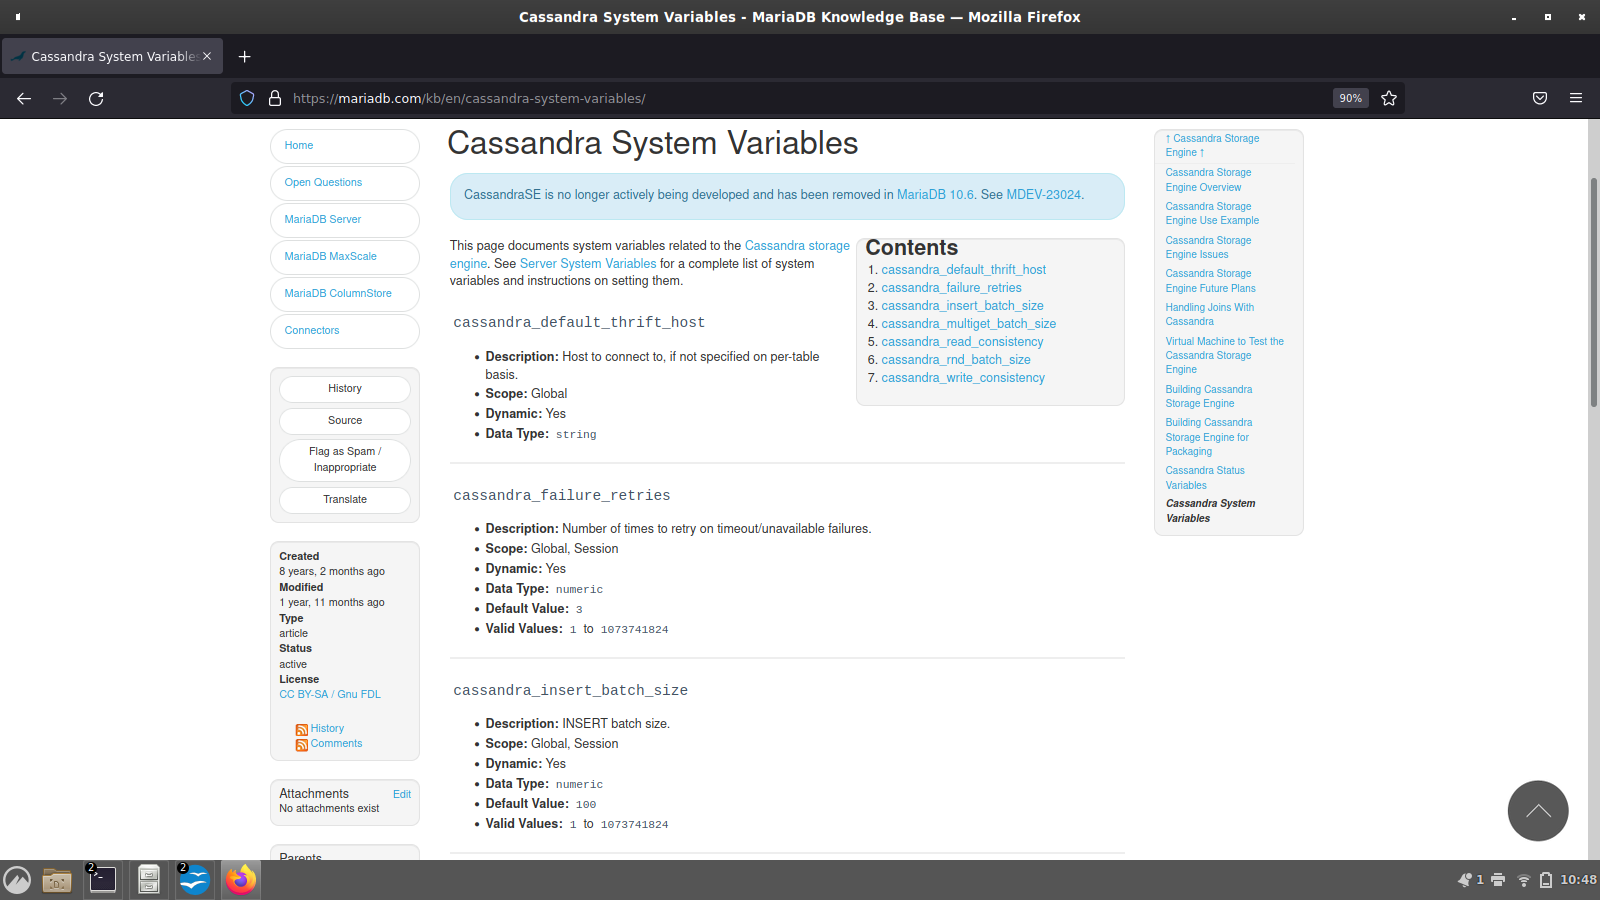 Cassandra System Variables - MariaDB Knowledge Base — Mozilla Firefox
Cassandra System Variables
https://mariadb.com/kb/en/cassandra-system-variables/
90%
Home
Open Questions
MariaDB Server
MariaDB MaxScale
MariaDB ColumnStore
Connectors
History
Source
Flag as Spam /
Inappropriate
Translate
Created
8 years, 2 months ago
Modified
1 year, 11 months ago
Type
article
Status
active
License
CC BY-SA / Gnu FDL
History
Comments
Attachments Edit
No attachments exist
Parents
Cassandra System Variables
CassandraSE is no longer actively being developed and has been removed in MariaDB 10.6. See MDEV-23024.
This page documents system variables related to the Cassandra storage
engine. See Server System Variables for a complete list of system
variables and instructions on setting them.
Contents
1. cassandra_default_thrift_host
2. cassandra_failure_retries
3. cassandra_insert_batch_size
4. cassandra_multiget_batch_size
5. cassandra_read_consistency
6. cassandra_rnd_batch_size
7. cassandra_write_consistency
cassandra_default_thrift_host
• Description: Host to connect to, if not specified on per-table
basis.
• Scope: Global
• Dynamic: Yes
• Data Type: string
cassandra_failure_retries
• Description: Number of times to retry on timeout/unavailable failures.
• Scope: Global, Session
• Dynamic: Yes
• Data Type: numeric
• Default Value: 3
• Valid Values: 1 to 1073741824
cassandra_insert_batch_size
• Description: INSERT batch size.
• Scope: Global, Session
• Dynamic: Yes
• Data Type: numeric
• Default Value: 100
• Valid Values: 1 to 1073741824
↑ Cassandra Storage
Engine ↑
Cassandra Storage
Engine Overview
Cassandra Storage
Engine Use Example
Cassandra Storage
Engine Issues
Cassandra Storage
Engine Future Plans
Handling Joins With
Cassandra
Virtual Machine to Test the
Cassandra Storage
Engine
Building Cassandra
Storage Engine
Building Cassandra
Storage Engine for
Packaging
Cassandra Status
Variables
Cassandra System
Variables
2
2
1
10:48